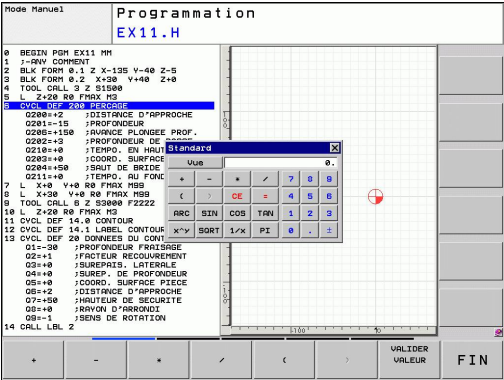 Mode Manuel
Programmation
EX11.H
0 BEGIN PGM EX11 MM
1 ;-ANY COMMENT
2 BLK FORM 0.1 Z X-135 Y-40 Z-5
3 BLK FORM 0.2 X+30 Y+40 Z+0
4 TOOL CALL 3 Z S1500
5 L Z+20 R0 FMAX M3
6 CYCL DEF 200 PERCAGE
Q200=+2 ;DISTANCE D'APPROCHE
Q201=-15 ;PROFONDEUR
Q206=+150 ;AVANCE PLONGEE PROF.
Q202=+3 ;PROFONDEUR DE PASSE
Q210=+0 ;TEMPO. EN HAUT
Q203=+0 ;COORD. SURFACE
Q204=+50 ;SAUT DE BRIDE
Q211=+0 ;TEMPO. AU FOND
7 L X+0 Y+0 R0 FMAX M99
8 L X+30 Y+0 R0 FMAX M99
9 TOOL CALL 6 Z S3000 F2222
10 L Z+20 R0 FMAX M3
11 CYCL DEF 14.0 CONTOUR
12 CYCL DEF 14.1 LABEL CONTOUR
13 CYCL DEF 20 DONNEES DU CONT
Q1=-30 ;PROFONDEUR FRAISAGE
Q2=+1 ;FACTEUR RECOUVREMENT
Q3=+0 ;SUREPAIS. LATERALE
Q4=+0 ;SUREP. DE PROFONDEUR
Q5=+0 ;COORD. SURFACE PIECE
Q6=+2 ;DISTANCE D'APPROCHE
Q7=+50 ;HAUTEUR DE SECURITE
Q8=+0 ;RAYON D'ARRONDI
Q9=-1 ;SENS DE ROTATION
14 CALL LBL 2
Standard X
Vue 0.
+ - * / 7 8 9
( ) CE = 4 5 6
ARC SIN COS TAN 1 2 3
x^y SQRT 1/x PI 0 . ±
-100 0
+ - * / ( ) VALIDER VALEUR FIN